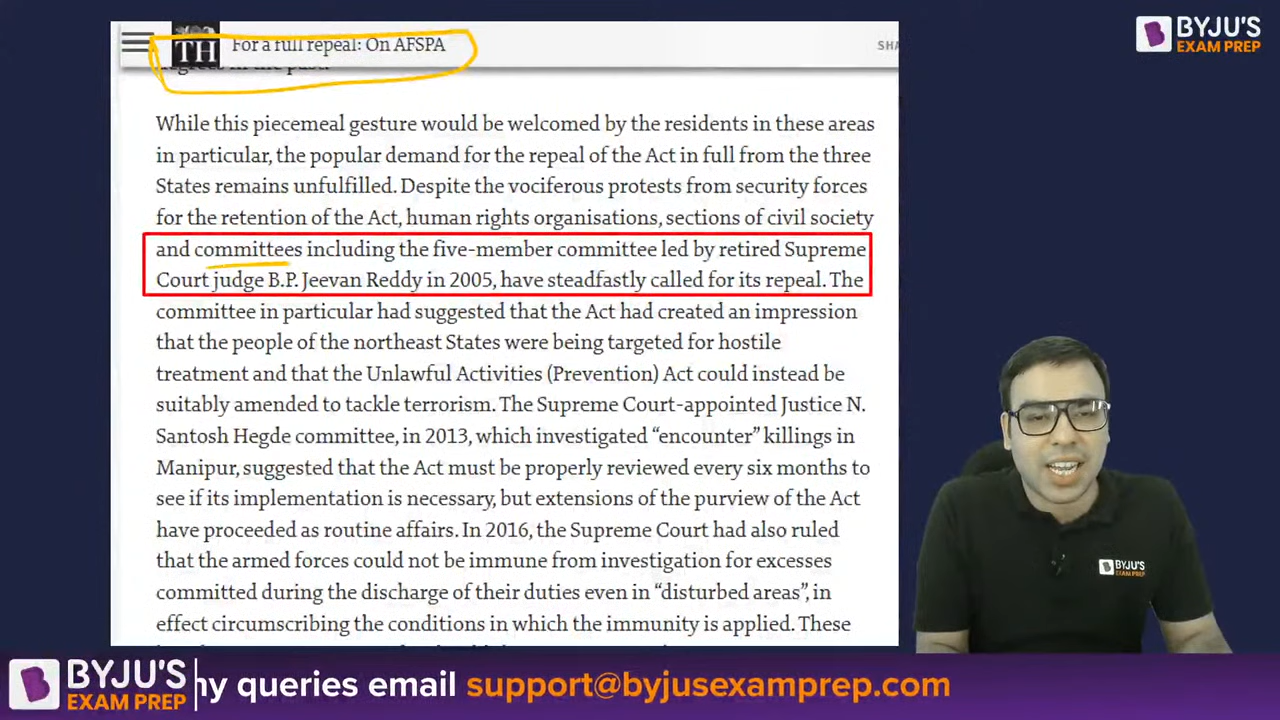 TH For a full repeal: On AFSPA
SHA
BYJU'S
EXAM PREP
While this piecemeal gesture would be welcomed by the residents in these areas
in particular, the popular demand for the repeal of the Act in full from the three
States remains unfulfilled. Despite the vociferous protests from security forces
for the retention of the Act, human rights organisations, sections of civil society
and committees including the five-member committee led by retired Supreme
Court judge B.P. Jeevan Reddy in 2005, have steadfastly called for its repeal. The
committee in particular had suggested that the Act had created an impression
that the people of the northeast States were being targeted for hostile
treatment and that the Unlawful Activities (Prevention) Act could instead be
suitably amended to tackle terrorism. The Supreme Court-appointed Justice N.
Santosh Hegde committee, in 2013, which investigated “encounter” killings in
Manipur, suggested that the Act must be properly reviewed every six months to
see if its implementation is necessary, but extensions of the purview of the Act
have proceeded as routine affairs. In 2016, the Supreme Court had also ruled
that the armed forces could not be immune from investigation for excesses
committed during the discharge of their duties even in “disturbed areas”, in
effect circumscribing the conditions in which the immunity is applied. These
BYJU'S
EXAM PREP
BYJU'S
EXAM PREP
ny queries email support@byjusexamprep.com